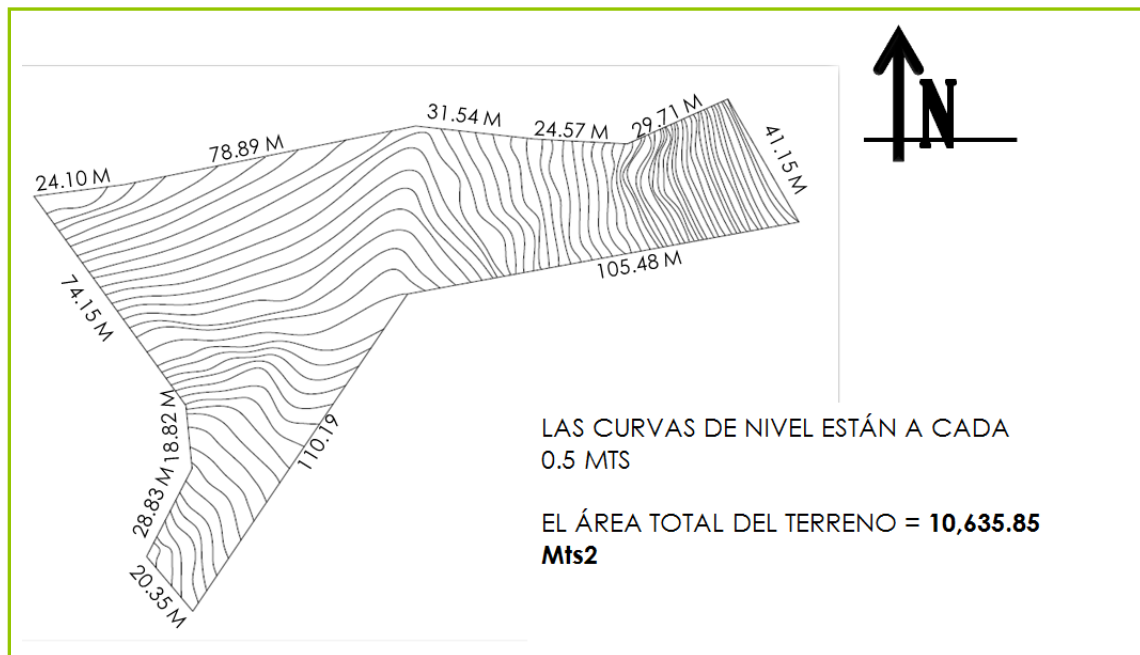 N
31.54 M
24.57 M
29.71 M
41.15 M
78.89 M
24.10 M
105.48 M
74.15 M
18.82 M
110.19
28.83 M
20.35 M
LAS CURVAS DE NIVEL ESTÁN A CADA
0.5 MTS
EL ÁREA TOTAL DEL TERRENO = 10,635.85
Mts2